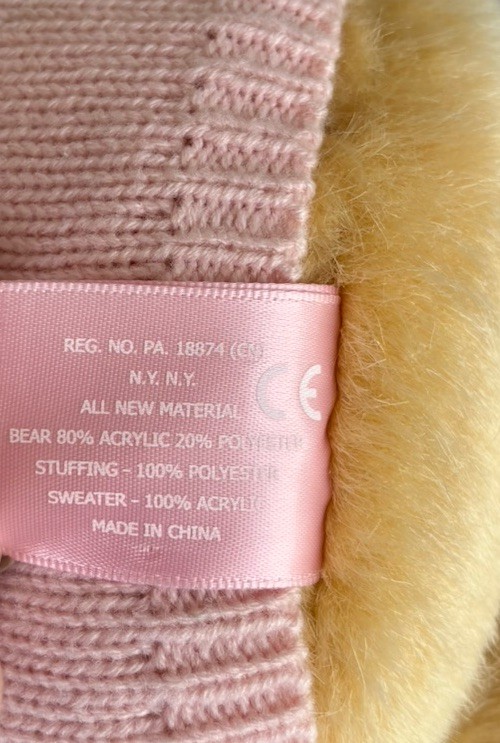 REG. NO. PA. 18874 (CN)
N.Y. N.Y.
CE
ALL NEW MATERIAL
BEAR 80% ACRYLIC 20% POLYESTER
STUFFING - 100% POLYESTER
SWEATER - 100% ACRYLIC
MADE IN CHINA